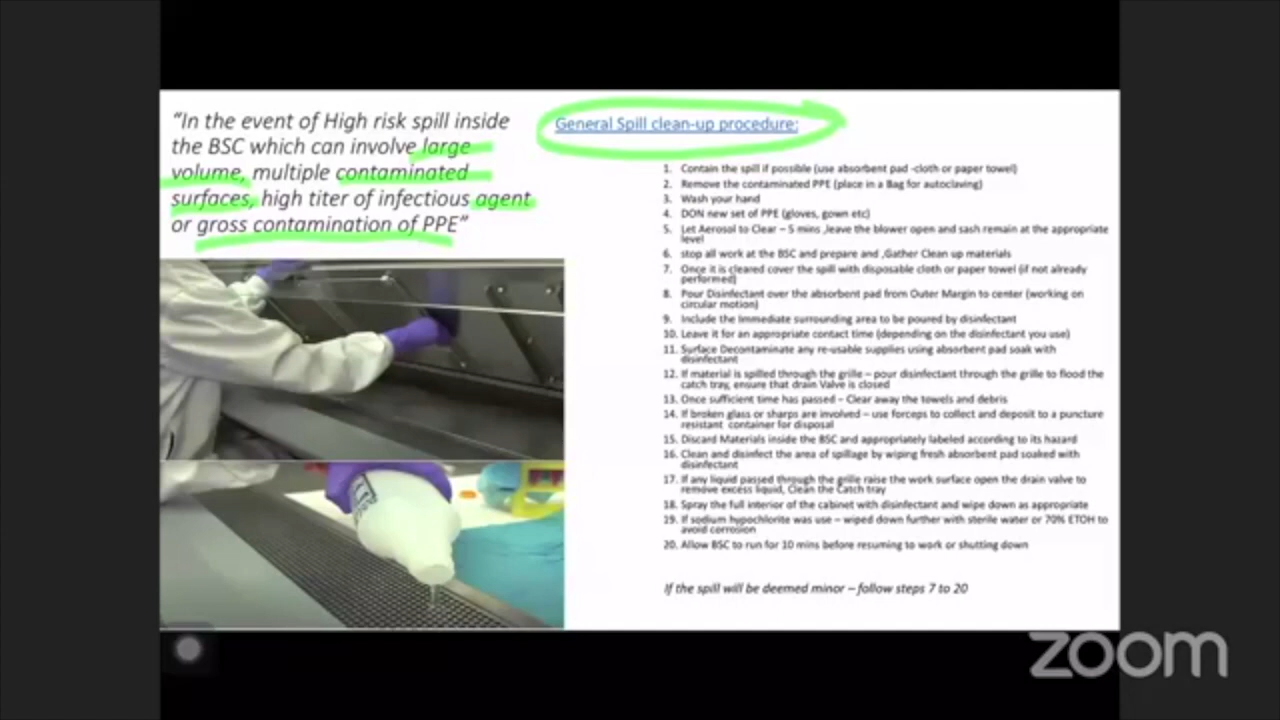 “In the event of High risk spill inside
the BSC which can involve large
volume, multiple contaminated
surfaces, high titer of infectious agent
or gross contamination of PPE”
General Spill clean-up procedure:
1. Contain the spill if possible (use absorbent pad -cloth or paper towel)
2. Remove the contaminated PPE (place in a Bag for autoclaving)
3. Wash your hand
4. DON new set of PPE (gloves, gown etc)
5. Let Aerosol to Clear – 5 mins ,leave the blower open and sash remain at the appropriate
level
6. stop all work at the BSC and prepare and ,Gather Clean up materials
7. Once it is cleared cover the spill with disposable cloth or paper towel (if not already
performed)
8. Pour Disinfectant over the absorbent pad from Outer Margin to center (working on
circular motion)
9. Include the Immediate surrounding area to be poured by disinfectant
10. Leave it for an appropriate contact time (depending on the disinfectant you use)
11. Surface Decontaminate any re-usable supplies using absorbent pad soak with
disinfectant
12. If material is spilled through the grille – pour disinfectant through the grille to flood the
catch tray, ensure that drain Valve is closed
13. Once sufficient time has passed – Clear away the towels and debris
14. If broken glass or sharps are involved – use forceps to collect and deposit to a puncture
resistant container for disposal
15. Discard Materials inside the BSC and appropriately labeled according to its hazard
16. Clean and disinfect the area of spillage by wiping fresh absorbent pad soaked with
disinfectant
17. If any liquid passed through the grille raise the work surface open the drain valve to
remove excess liquid, Clean the Catch tray
18. Spray the full interior of the cabinet with disinfectant and wipe down as appropriate
19. If sodium hypochlorite was use – wiped down further with sterile water or 70% ETOH to
avoid corrosion
20. Allow BSC to run for 10 mins before resuming to work or shutting down
If the spill will be deemed minor – follow steps 7 to 20
zoom